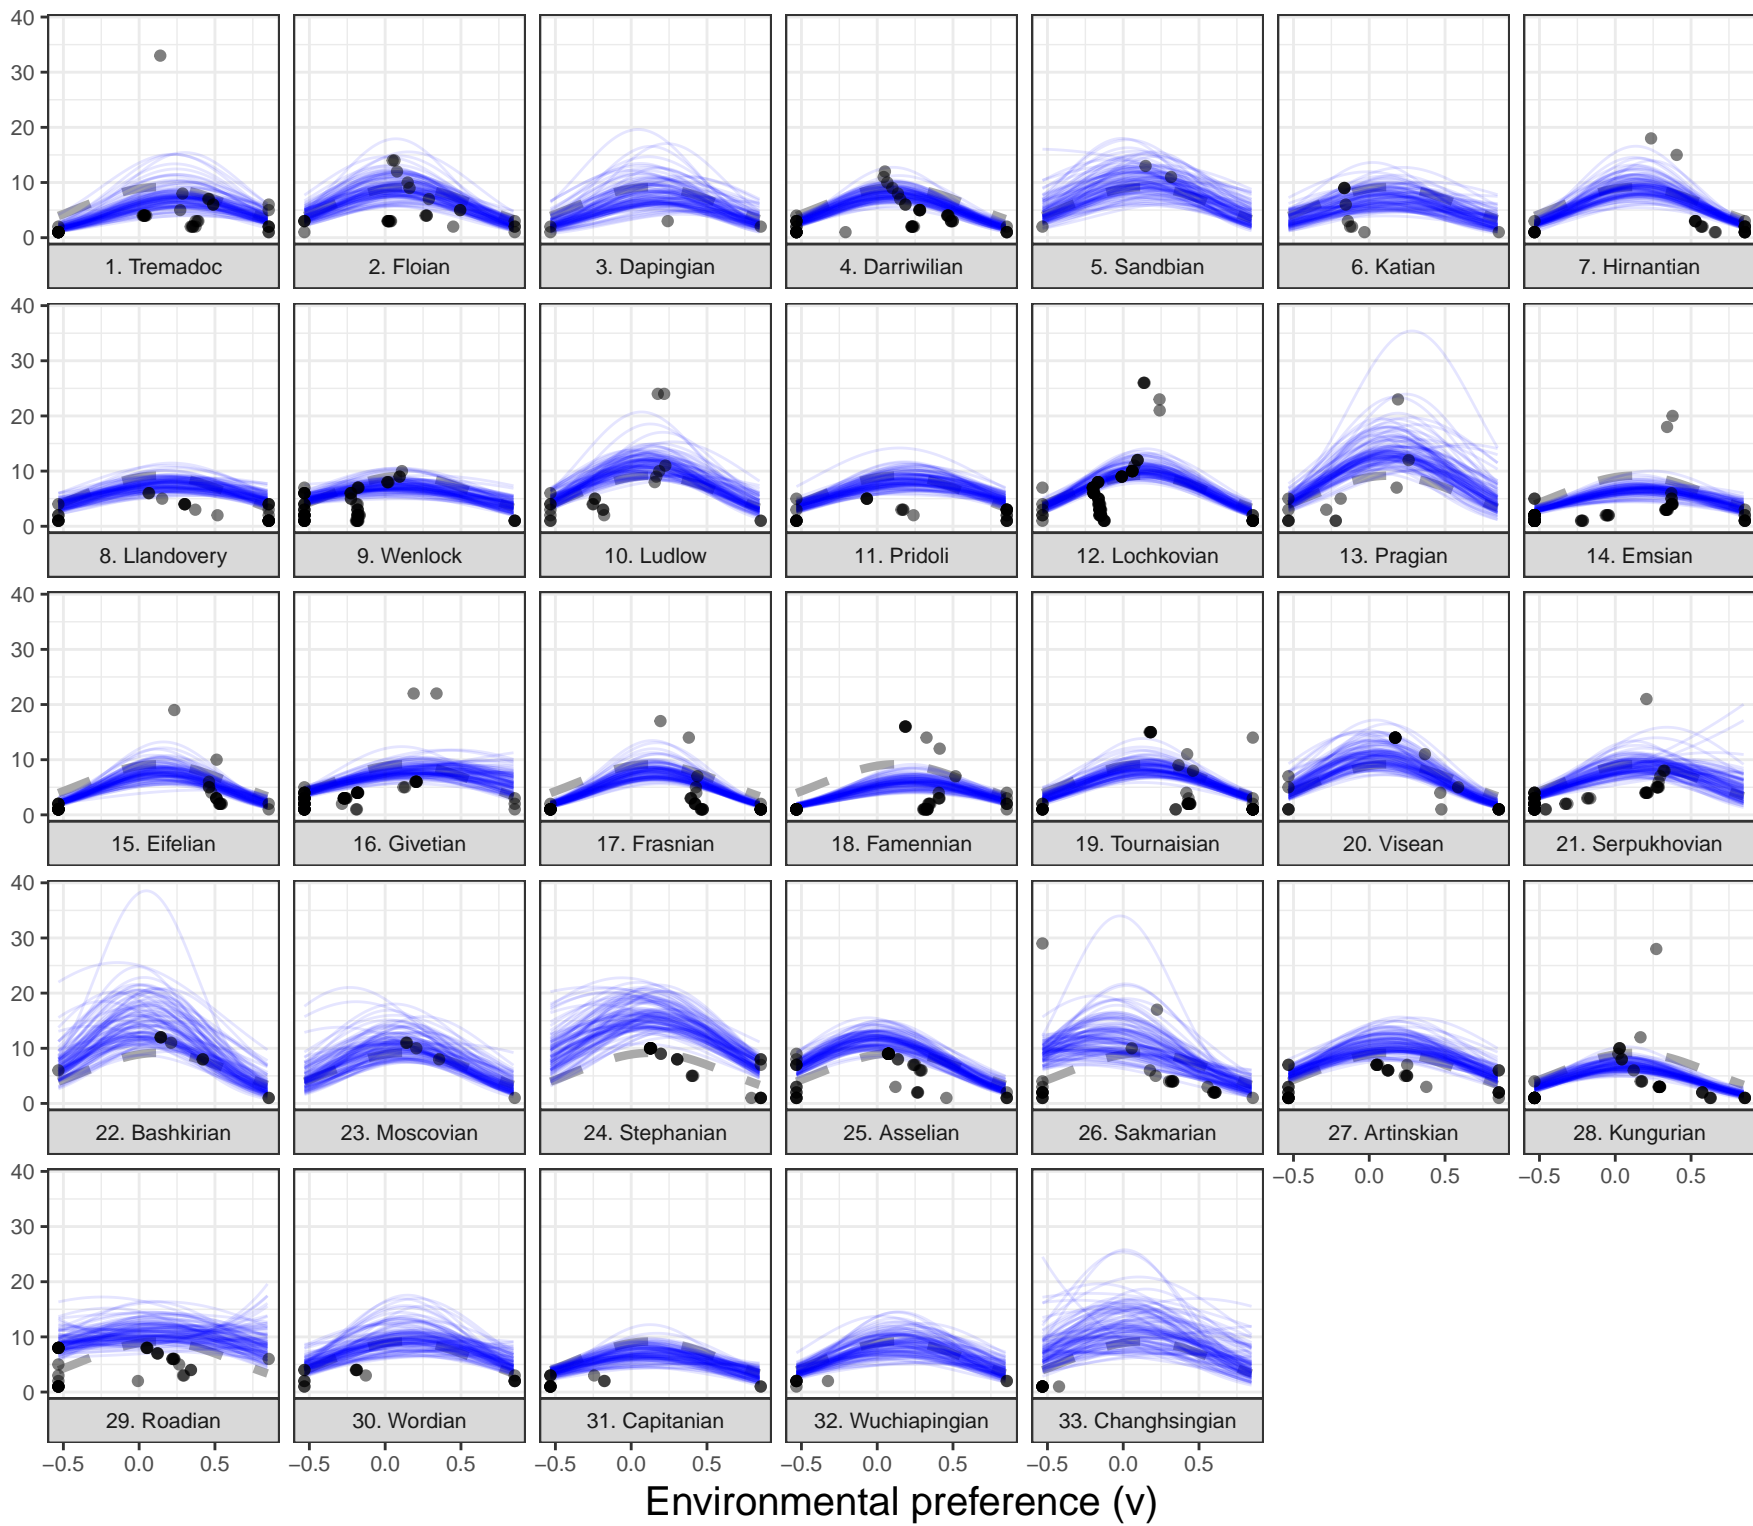 40
30
20
10
0
1. Tremadoc
2. Floian
3. Dapingian
4. Darriwilian
5. Sandbian
6. Katian
7. Hirnantian
40
30
20
10
0
8. Llandovery
9. Wenlock
10. Ludlow
11. Pridoli
12. Lochkovian
13. Pragian
14. Emsian
40
30
20
10
0
15. Eifelian
16. Givetian
17. Frasnian
18. Famennian
19. Tournaisian
20. Visean
21. Serpukhovian
40
30
20
10
0
22. Bashkirian
23. Moscovian
24. Stephanian
25. Asselian
26. Sakmarian
27. Artinskian
28. Kungurian
−0.5 0.0 0.5
−0.5 0.0 0.5
40
30
20
10
0
29. Roadian
30. Wordian
31. Capitanian
32. Wuchiapingian
33. Changhsingian
−0.5 0.0 0.5
−0.5 0.0 0.5
−0.5 0.0 0.5
−0.5 0.0 0.5
−0.5 0.0 0.5
Environmental preference (v)